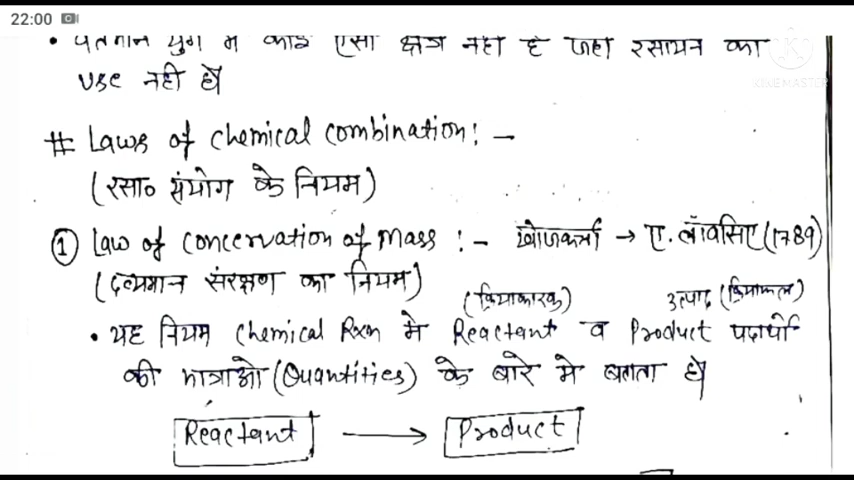 22:00
• वर्तमान युग में कोई ऐसा क्षेत्र नहीं है जहां रसायन का
KINEMASTER
use नहीं है।
# Laws of chemical combination: -
(रसा० संयोग के नियम)
① Law of concervation of mass : - खोजकर्ता → ए. लॉवसिए (1789)
(द्रव्यमान संरक्षण का नियम)
(क्रियाकारक) उत्पाद (क्रियाफल)
• यह नियम chemical Rxn मे Reactant व Product पदार्थो
की मात्राओ (Quantities) के बारे मे बताता है।
Reactant → Product